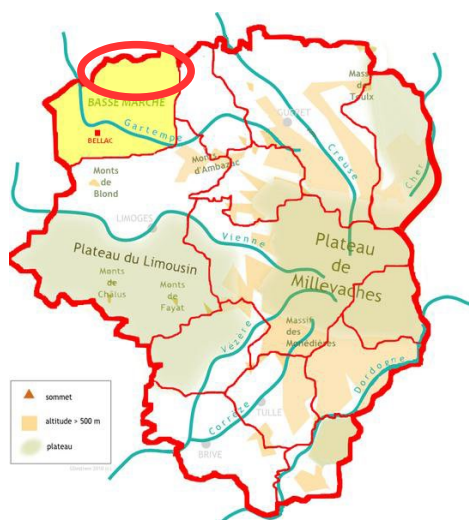 BASSE MARCHE
BELLAC
Gartempe
GUERET
Massif
de
Toulx
Creuse
Cher
Monts
d'Ambazac
Monts
de
Blond
LIMOGES
Vienne
Plateau du Limousin
Plateau
de
Millevaches
Monts
de
Châlus
Monts
de
Fayat
Massif
des
Monédières
Vézère
Corrèze
Dordogne
TULLE
BRIVE
sommet
altitude > 500 m
plateau